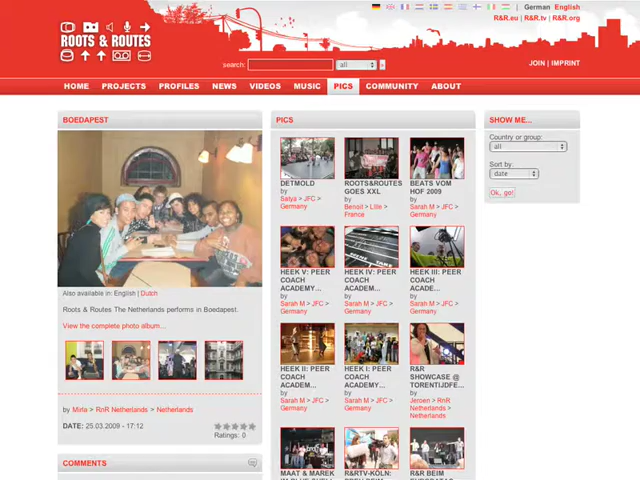 | German English
R&R.eu | R&R.tv | R&R.org
ROOTS & ROUTES
search: all
JOIN | IMPRINT
HOME PROJECTS PROFILES NEWS VIDEOS MUSIC PICS COMMUNITY ABOUT
BOEDAPEST
Also available in: English | Dutch
Roots & Routes The Netherlands performs in Boedapest.
View the complete photo album...
by Mirla > RnR Netherlands > Netherlands
DATE: 25.03.2009 - 17:12
Ratings: 0
COMMENTS
PICS
DETMOLD
by
Satya > JFC >
Germany
ROOTS&ROUTES
GOES XXL
by
Benoit > Lille >
France
BEATS VOM
HOF 2009
by
Sarah M > JFC >
Germany
HEEK V: PEER
COACH
ACADEMY...
by
Sarah M > JFC >
Germany
HEEK IV: PEER
COACH
ACADEM...
by
Sarah M > JFC >
Germany
HEEK III: PEER
COACH
ACADE...
by
Sarah M > JFC >
Germany
HEEK II: PEER
COACH
ACADEM...
by
Sarah M > JFC >
Germany
HEEK I: PEER
COACH
ACADEMY...
by
Sarah M > JFC >
Germany
R&R
SHOWCASE @
TORENTIJDFE...
by
Jeroen > RnR
Netherlands >
Netherlands
MAAT & MAREK
R&RTV-KÖLN:
R&R BEIM
SHOW ME...
Country or group:
all
Sort by:
date
Ok, go!